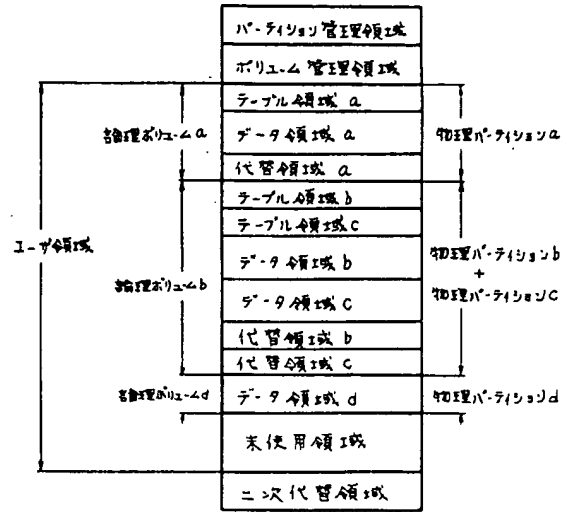 パーティション管理領域
ボリューム管理領域
テーブル領域 a
データ領域 a
代替領域 a
テーブル領域 b
テーブル領域 c
データ領域 b
データ領域 c
代替領域 b
代替領域 c
データ領域 d
未使用領域
二次代替領域
ユーザ領域
論理ボリュームa
論理ボリュームb
論理ボリュームd
物理パーティションa
物理パーティションb
+
物理パーティションc
物理パーティションd